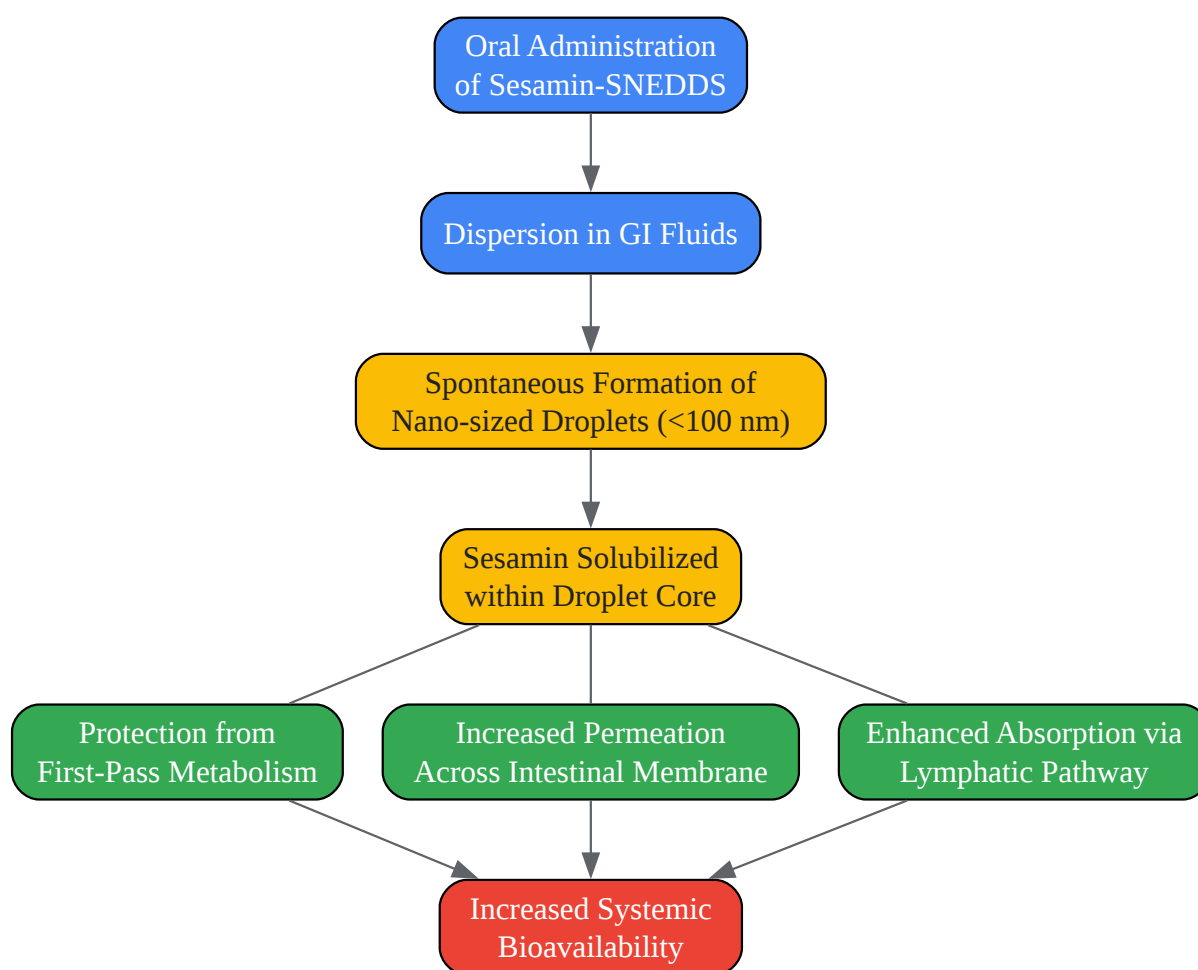 Oral Administration
of Sesamin-SNEDDS
Dispersion in GI Fluids
Spontaneous Formation of
Nano-sized Droplets (<100 nm)
Sesamin Solubilized
within Droplet Core
Protection from
First-Pass Metabolism
Increased Permeation
Across Intestinal Membrane
Enhanced Absorption via
Lymphatic Pathway
Increased Systemic
Bioavailability